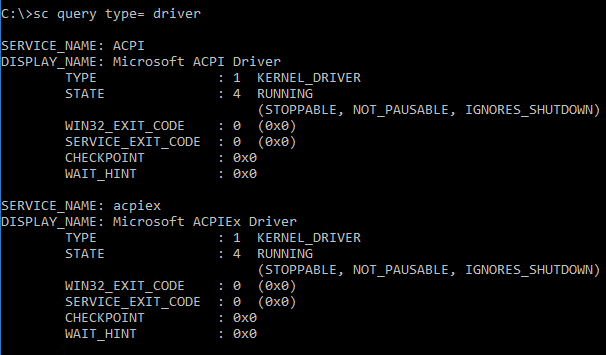 C:\>sc query type= driver
SERVICE_NAME: ACPI
DISPLAY_NAME: Microsoft ACPI Driver
        TYPE               : 1  KERNEL_DRIVER
        STATE              : 4  RUNNING
                                (STOPPABLE, NOT_PAUSABLE, IGNORES_SHUTDOWN)
        WIN32_EXIT_CODE    : 0  (0x0)
        SERVICE_EXIT_CODE  : 0  (0x0)
        CHECKPOINT         : 0x0
        WAIT_HINT          : 0x0
SERVICE_NAME: acpiex
DISPLAY_NAME: Microsoft ACPIEx Driver
        TYPE               : 1  KERNEL_DRIVER
        STATE              : 4  RUNNING
                                (STOPPABLE, NOT_PAUSABLE, IGNORES_SHUTDOWN)
        WIN32_EXIT_CODE    : 0  (0x0)
        SERVICE_EXIT_CODE  : 0  (0x0)
        CHECKPOINT         : 0x0
        WAIT_HINT          : 0x0